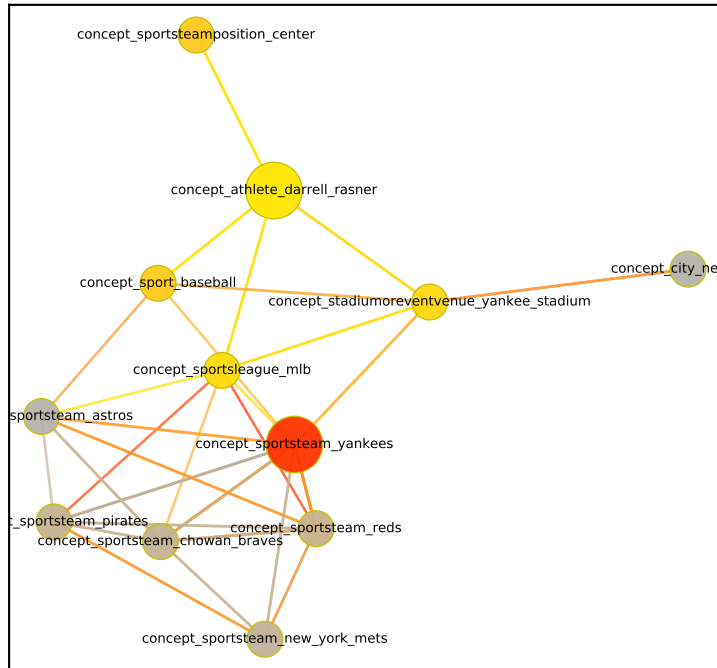 concept_sportsteamposition_center
concept_athlete_darrell_rasner
concept_city_ne
concept_sport_baseball
concept_stadiumoreventvenue_yankee_stadium
concept_sportsleague_mlb
sportsteam_astros
concept_sportsteam_yankees
t_sportsteam_pirates
concept_sportsteam_reds
concept_sportsteam_chowan_braves
concept_sportsteam_new_york_mets